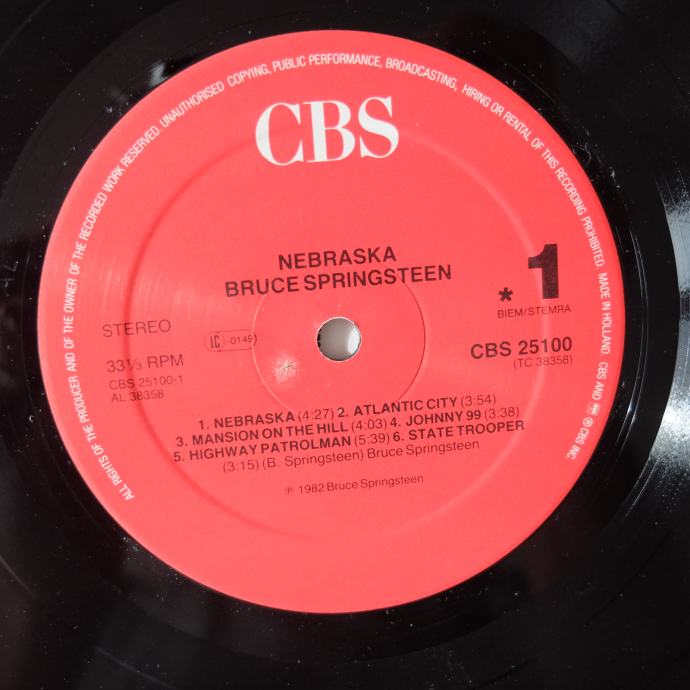 ALL RIGHTS OF THE PRODUCER AND OF THE OWNER OF THE RECORDED WORK RESERVED. UNAUTHORISED COPYING, PUBLIC PERFORMANCE, BROADCASTING, HIRING OR RENTAL OF THIS RECORDING PROHIBITED. MADE IN HOLLAND. CBS AND ℗ CBS INC.
CBS
NEBRASKA
BRUCE SPRINGSTEEN
* 1
BIEM/STEMRA
STEREO
LC-0149
33⅓ RPM
CBS 25100-1
AL 38358
CBS 25100
(TC 38358)
1. NEBRASKA (4:27) 2. ATLANTIC CITY (3:54)
3. MANSION ON THE HILL (4:03) 4. JOHNNY 99 (3:38)
5. HIGHWAY PATROLMAN (5:39) 6. STATE TROOPER
(3:15) (B. Springsteen) Bruce Springsteen
℗ 1982 Bruce Springsteen